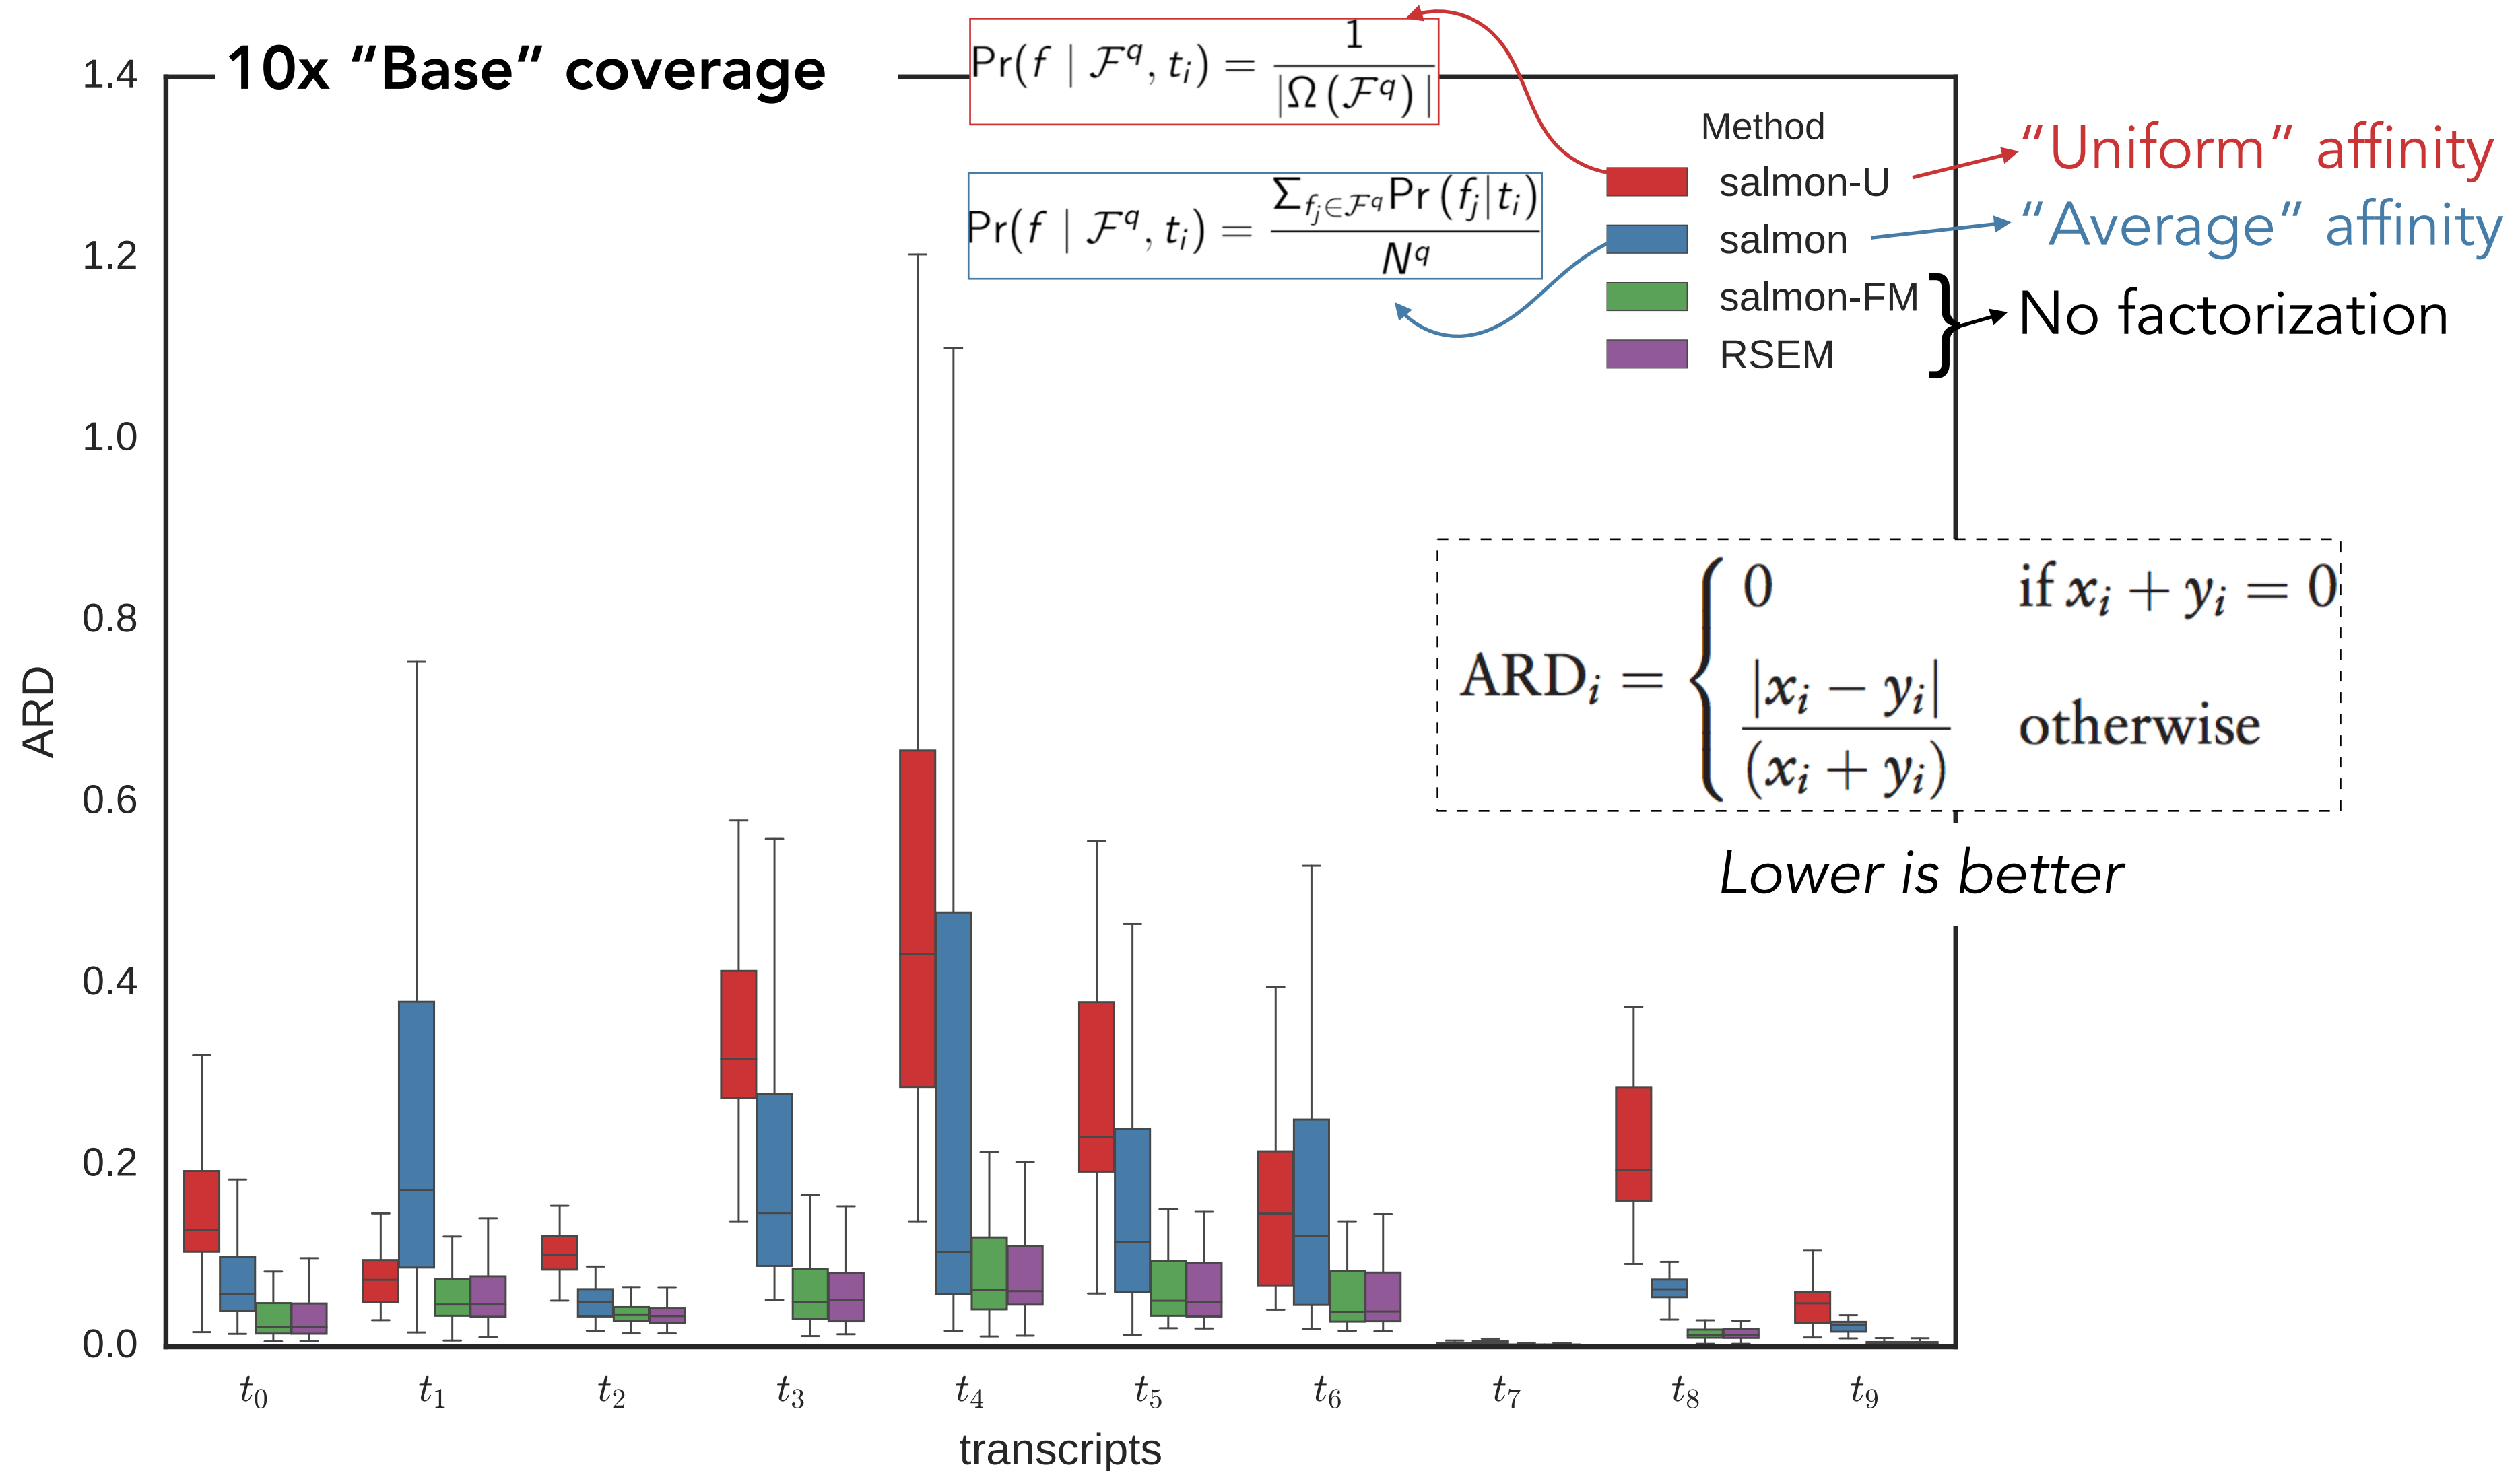 10x “Base” coverage
Pr(f | ℱ^q, t_i) = 1 / |Ω (ℱ^q) |
Pr(f | ℱ^q, t_i) = Σ_{f_j∈ℱ^q} Pr (f_j|t_i) / N^q
Method
salmon-U
salmon
salmon-FM
RSEM
“Uniform” affinity
“Average” affinity
} No factorization
ARD_i = { 0 if x_i + y_i = 0
|x_i − y_i| / (x_i + y_i) otherwise
Lower is better
ARD
1.4
1.2
1.0
0.8
0.6
0.4
0.2
0.0
t_0 t_1 t_2 t_3 t_4 t_5 t_6 t_7 t_8 t_9
transcripts